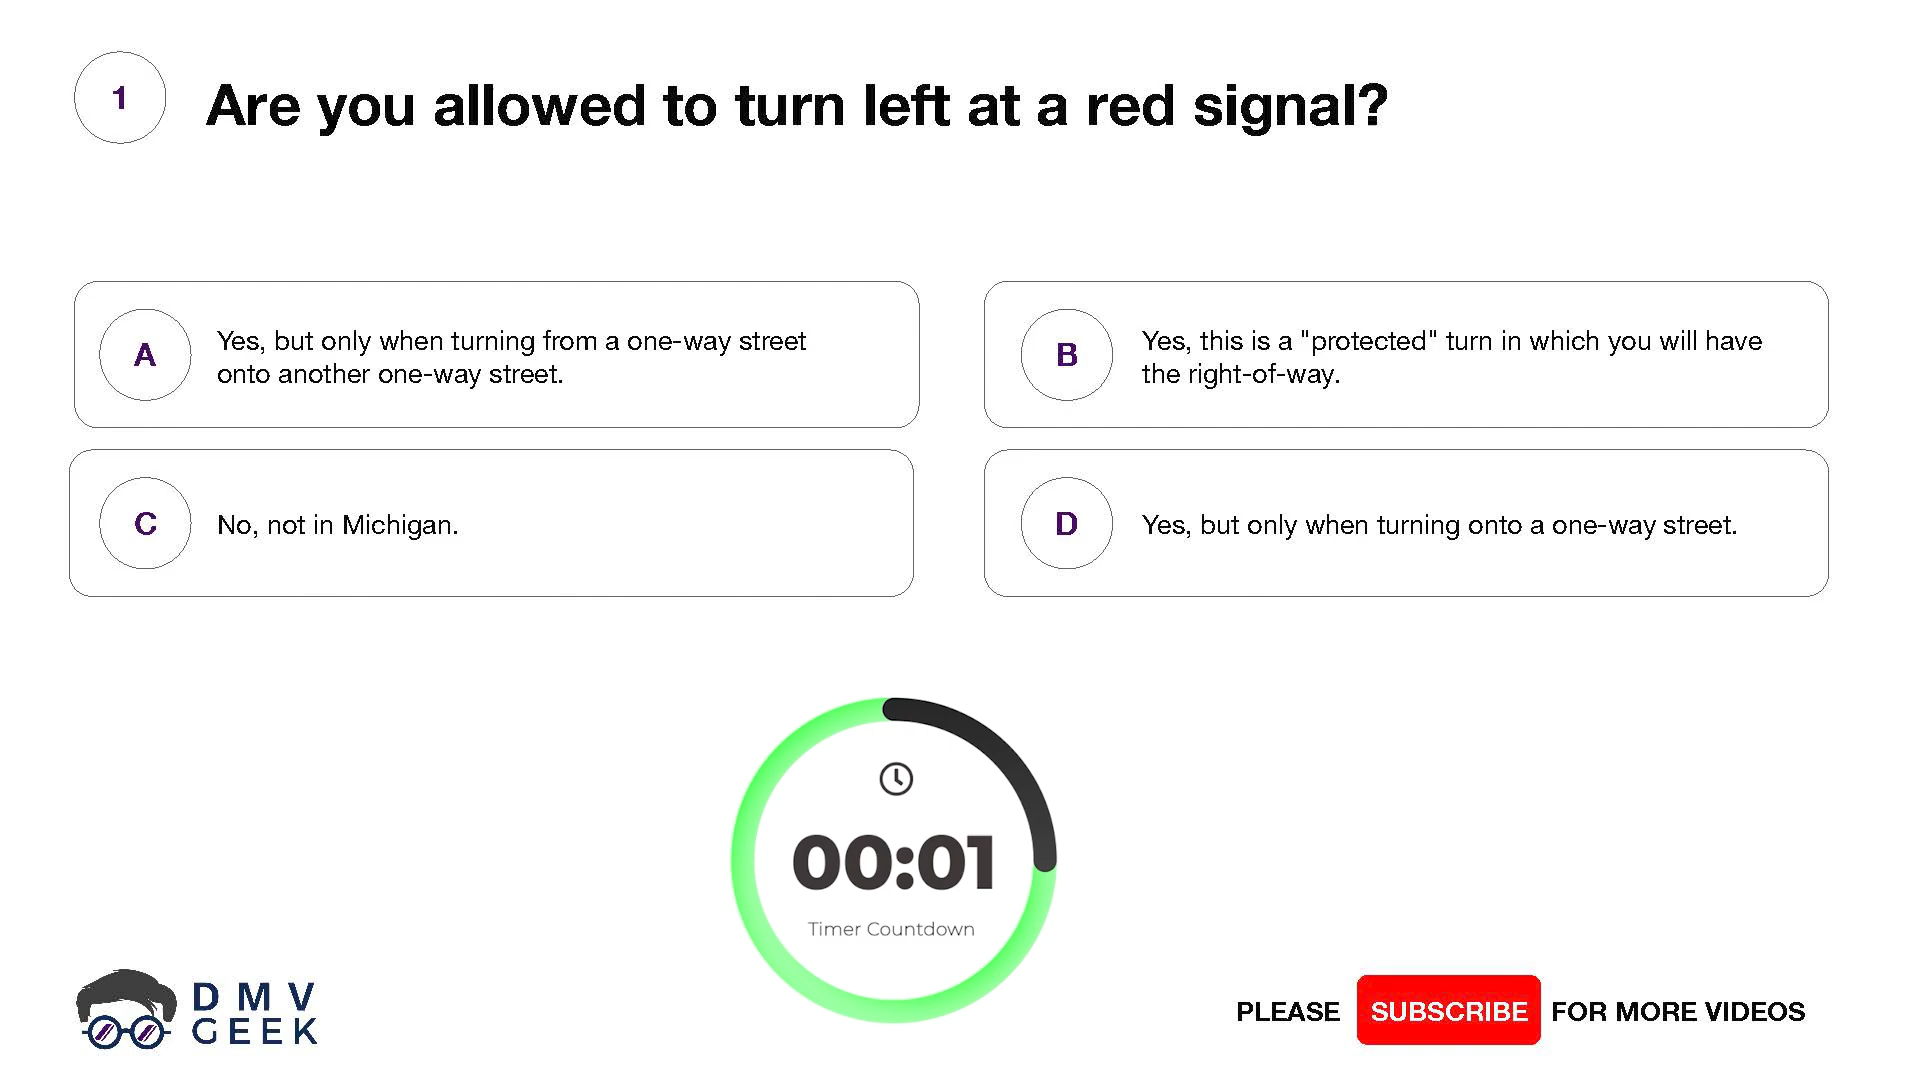 1
Are you allowed to turn left at a red signal?
A
Yes, but only when turning from a one-way street
onto another one-way street.
B
Yes, this is a "protected" turn in which you will have
the right-of-way.
C
No, not in Michigan.
D
Yes, but only when turning onto a one-way street.
00:01
Timer Countdown
DMV
GEEK
PLEASE SUBSCRIBE FOR MORE VIDEOS